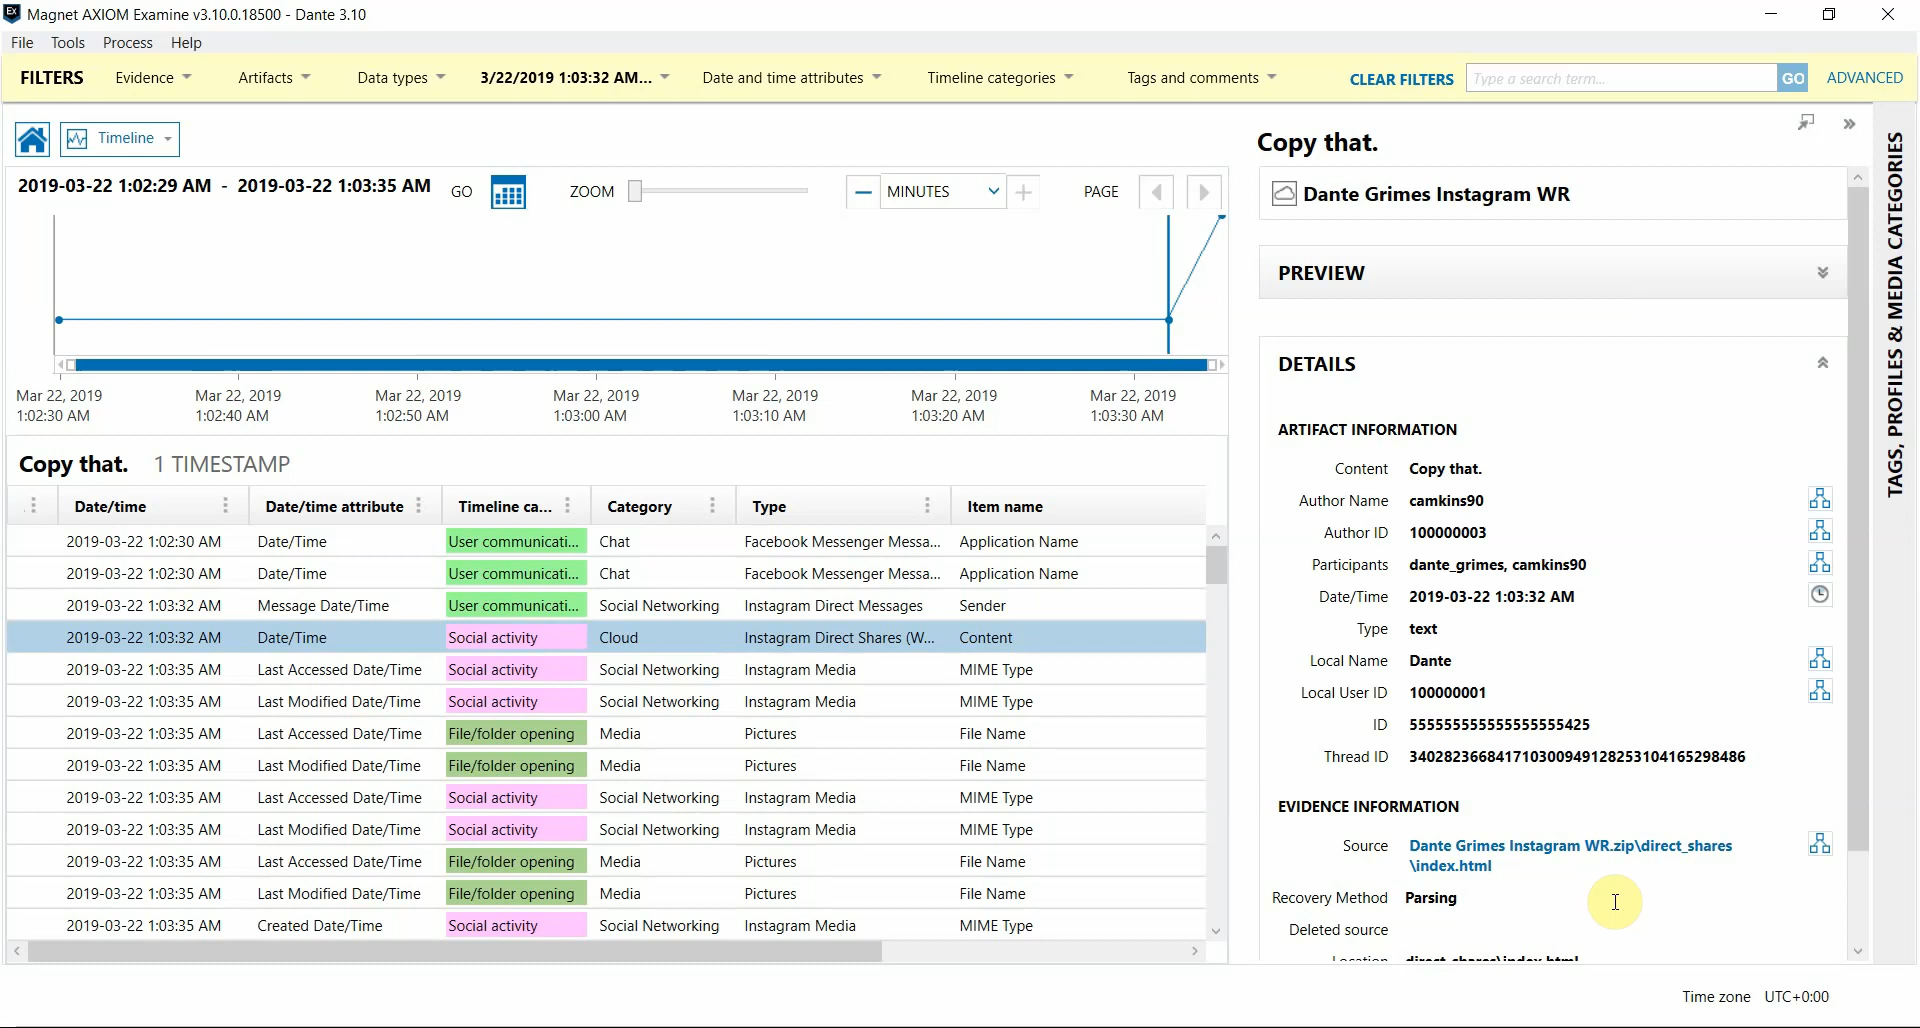 Magnet AXIOM Examine v3.10.0.18500 - Dante 3.10
File Tools Process Help
FILTERS Evidence Artifacts Data types 3/22/2019 1:03:32 AM... Date and time attributes Timeline categories Tags and comments CLEAR FILTERS Type a search term... GO ADVANCED
Timeline
2019-03-22 1:02:29 AM - 2019-03-22 1:03:35 AM GO ZOOM MINUTES PAGE
Mar 22, 2019 Mar 22, 2019 Mar 22, 2019 Mar 22, 2019 Mar 22, 2019 Mar 22, 2019 Mar 22, 2019
1:02:30 AM 1:02:40 AM 1:02:50 AM 1:03:00 AM 1:03:10 AM 1:03:20 AM 1:03:30 AM
Copy that. 1 TIMESTAMP
Date/time Date/time attribute Timeline ca... Category Type Item name
2019-03-22 1:02:30 AM Date/Time User communicati... Chat Facebook Messenger Messa... Application Name
2019-03-22 1:02:30 AM Date/Time User communicati... Chat Facebook Messenger Messa... Application Name
2019-03-22 1:03:32 AM Message Date/Time User communicati... Social Networking Instagram Direct Messages Sender
2019-03-22 1:03:32 AM Date/Time Social activity Cloud Instagram Direct Shares (W... Content
2019-03-22 1:03:35 AM Last Accessed Date/Time Social activity Social Networking Instagram Media MIME Type
2019-03-22 1:03:35 AM Last Modified Date/Time Social activity Social Networking Instagram Media MIME Type
2019-03-22 1:03:35 AM Last Accessed Date/Time File/folder opening Media Pictures File Name
2019-03-22 1:03:35 AM Last Modified Date/Time File/folder opening Media Pictures File Name
2019-03-22 1:03:35 AM Last Accessed Date/Time Social activity Social Networking Instagram Media MIME Type
2019-03-22 1:03:35 AM Last Modified Date/Time Social activity Social Networking Instagram Media MIME Type
2019-03-22 1:03:35 AM Last Accessed Date/Time File/folder opening Media Pictures File Name
2019-03-22 1:03:35 AM Last Modified Date/Time File/folder opening Media Pictures File Name
2019-03-22 1:03:35 AM Created Date/Time Social activity Social Networking Instagram Media MIME Type
Copy that.
Dante Grimes Instagram WR
PREVIEW
DETAILS
ARTIFACT INFORMATION
Content Copy that.
Author Name camkins90
Author ID 100000003
Participants dante_grimes, camkins90
Date/Time 2019-03-22 1:03:32 AM
Type text
Local Name Dante
Local User ID 100000001
ID 555555555555555555425
Thread ID 340282366841710300949128253104165298486
EVIDENCE INFORMATION
Source Dante Grimes Instagram WR.zip\direct_shares
\index.html
Recovery Method Parsing
Deleted source
Location direct_shares\index.html
TAGS, PROFILES & MEDIA CATEGORIES
Time zone UTC+0:00